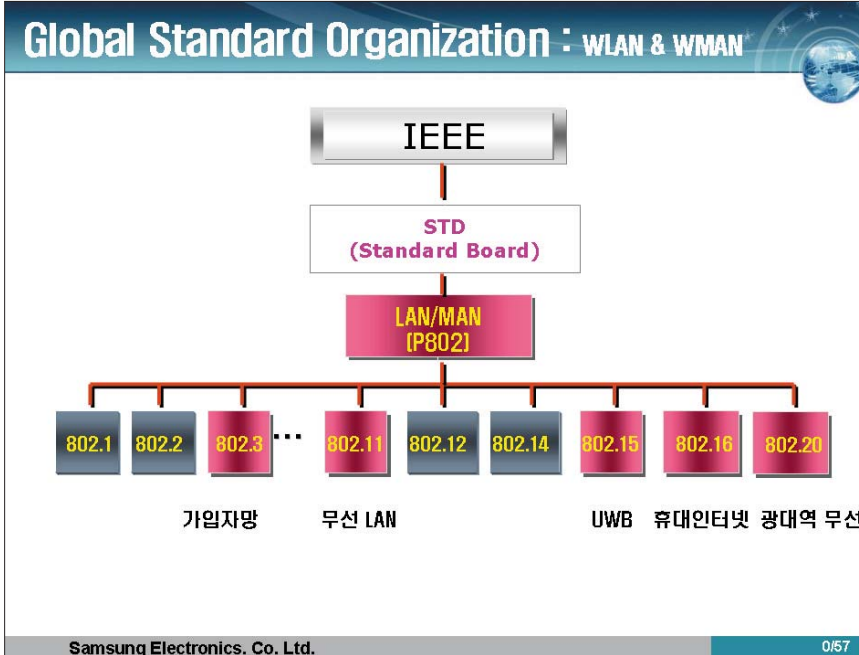 Global Standard Organization : WLAN & WMAN
IEEE
STD
(Standard Board)
LAN/MAN
(P802)
802.1 802.2 802.3 ... 802.11 802.12 802.14 802.15 802.16 802.20
가입자망 무선 LAN UWB 휴대인터넷 광대역 무선
Samsung Electronics. Co. Ltd. 0/57